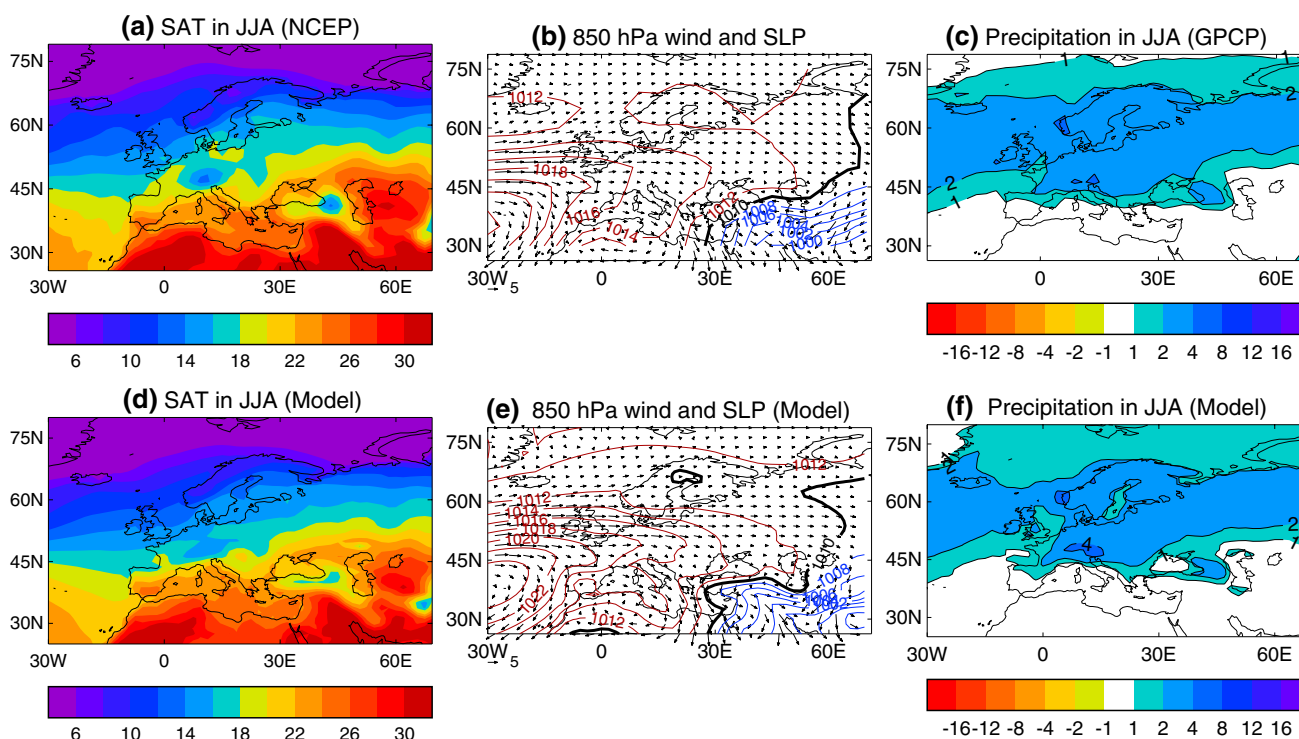 (a) SAT in JJA (NCEP)
75N
60N
45N
30N
30W 0 30E 60E
6 10 14 18 22 26 30
(b) 850 hPa wind and SLP
75N
60N
45N
30N
1012
1012
1018
1016
1014
1012
1010
1008
1006
1004
1002
1000
30W 0 30E 60E
5
(c) Precipitation in JJA (GPCP)
75N
60N
45N
30N
1
1
2
2
1
30W 0 30E 60E
-16 -12 -8 -4 -2 -1 1 2 4 8 12 16
(d) SAT in JJA (Model)
75N
60N
45N
30N
30W 0 30E 60E
6 10 14 18 22 26 30
(e) 850 hPa wind and SLP (Model)
75N
60N
45N
30N
1012
1012
1014
1016
1018
1020
1022
1012
1010
1008
1006
1002
30W 0 30E 60E
5
(f) Precipitation in JJA (Model)
75N
60N
45N
30N
2
4
30W 0 30E 60E
-16 -12 -8 -4 -2 -1 1 2 4 8 12 16